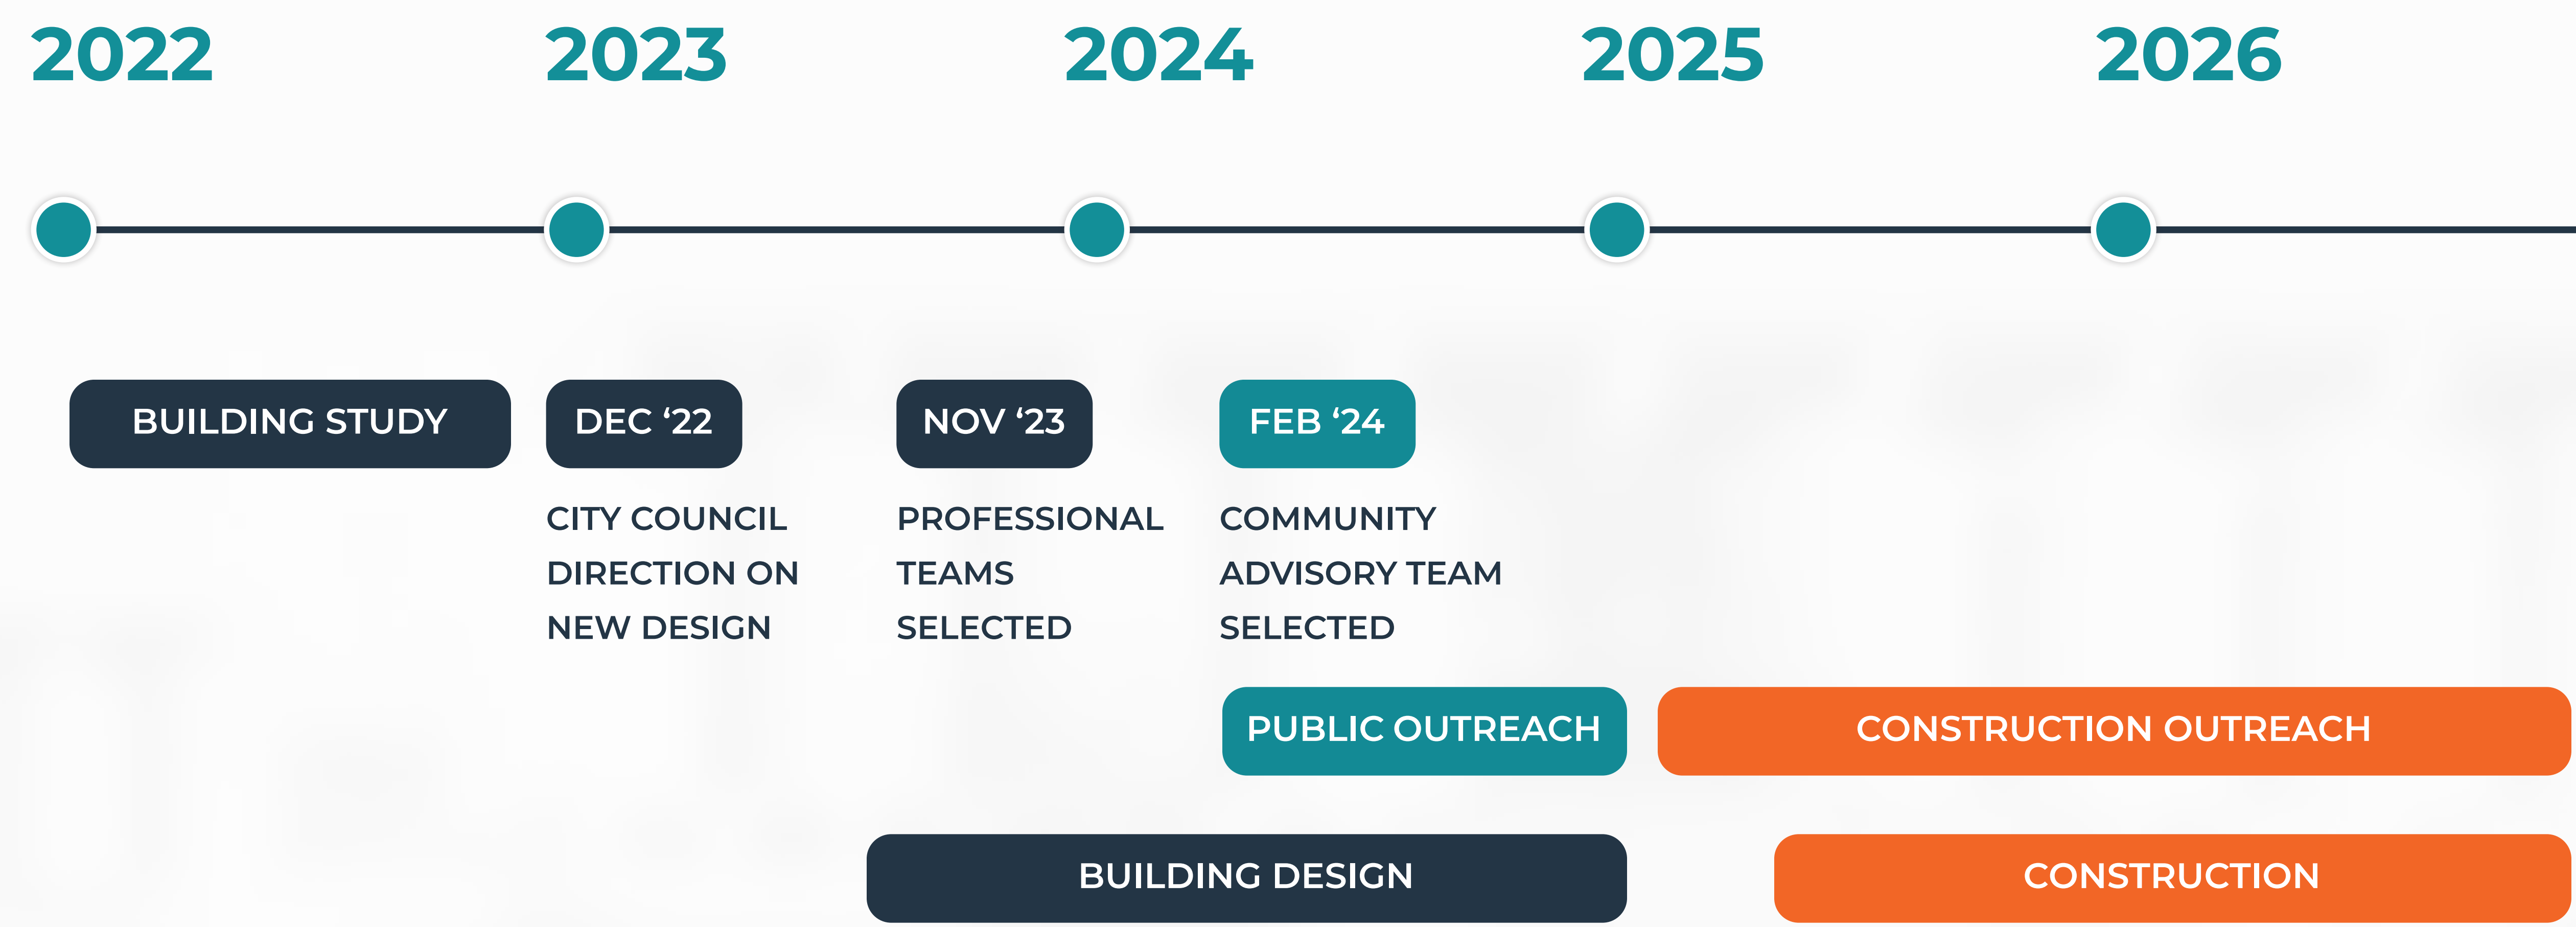 2022
2023
2024
2025
2026
BUILDING STUDY
DEC ‘22
CITY COUNCIL
DIRECTION ON
NEW DESIGN
NOV ‘23
PROFESSIONAL
TEAMS
SELECTED
FEB ‘24
COMMUNITY
ADVISORY TEAM
SELECTED
PUBLIC OUTREACH
CONSTRUCTION OUTREACH
BUILDING DESIGN
CONSTRUCTION